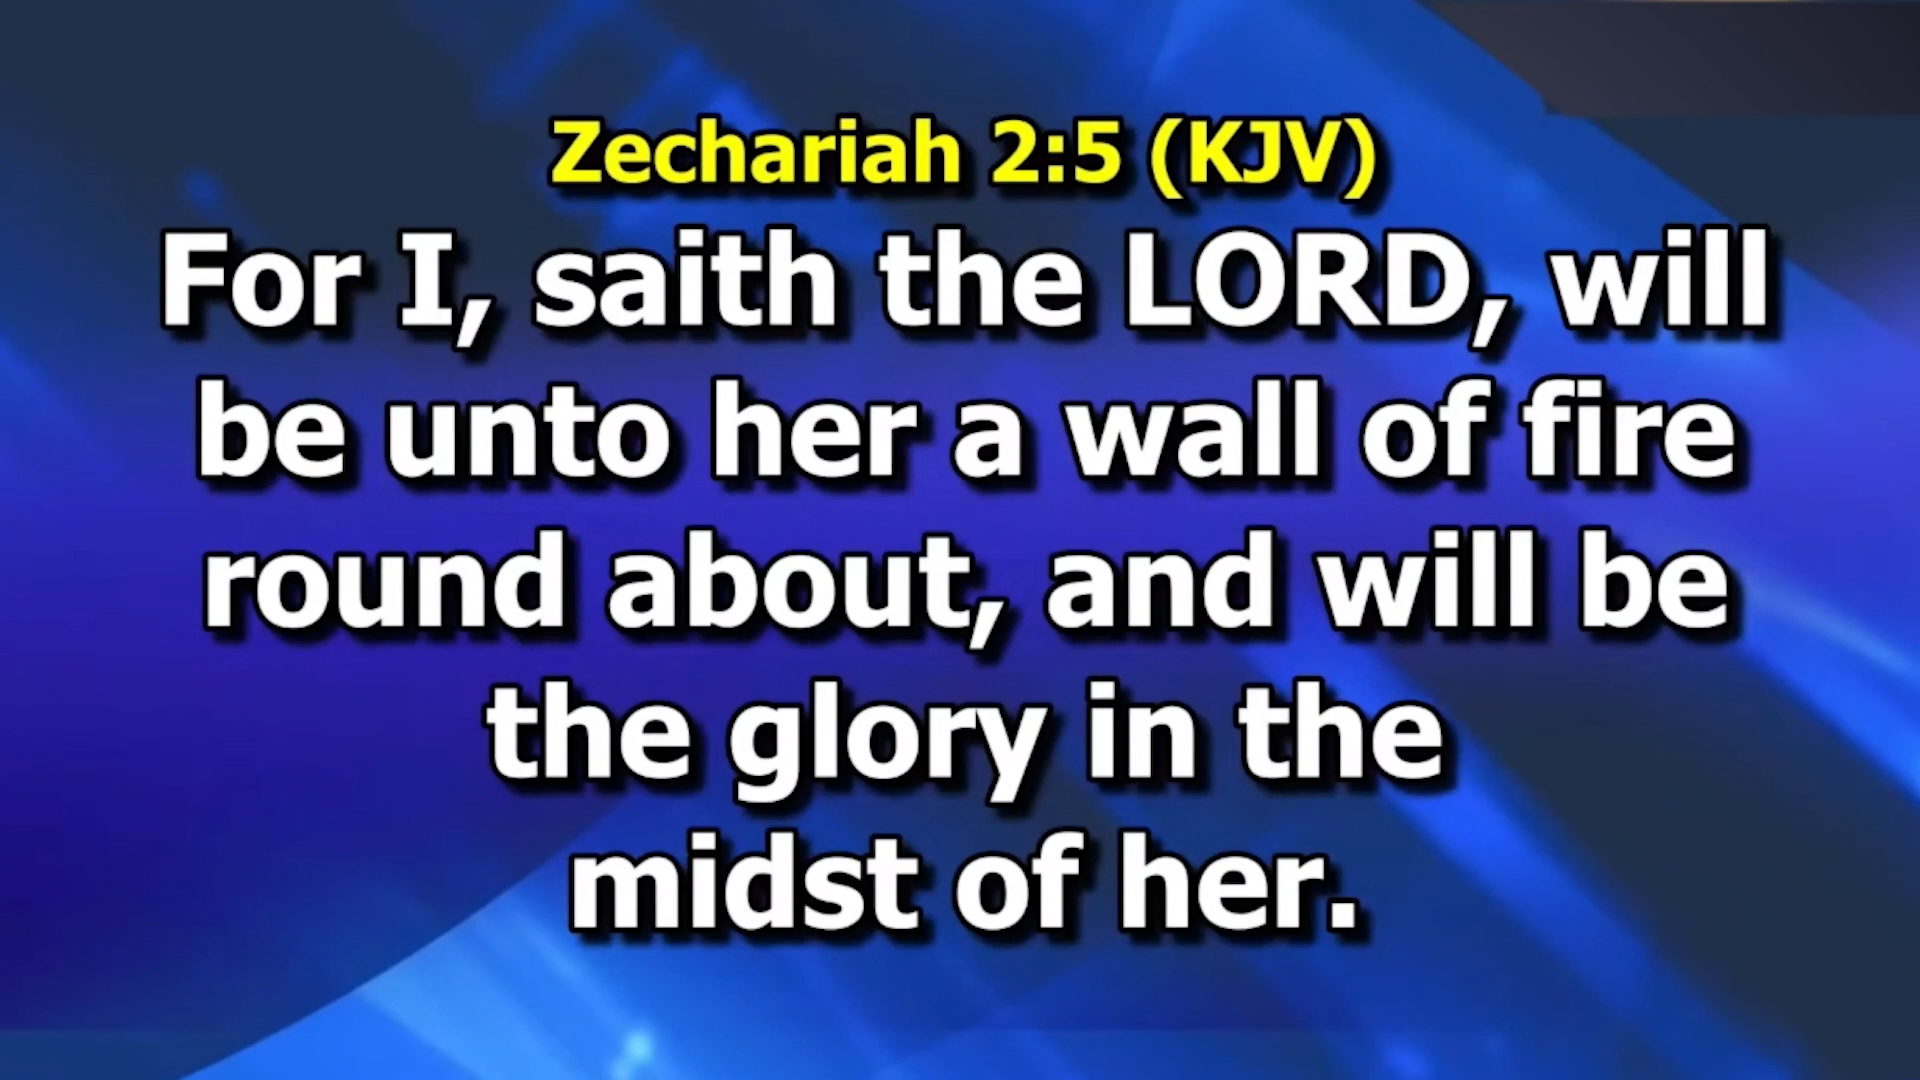 Zechariah 2:5 (KJV)
For I, saith the LORD, will
be unto her a wall of fire
round about, and will be
the glory in the
midst of her.